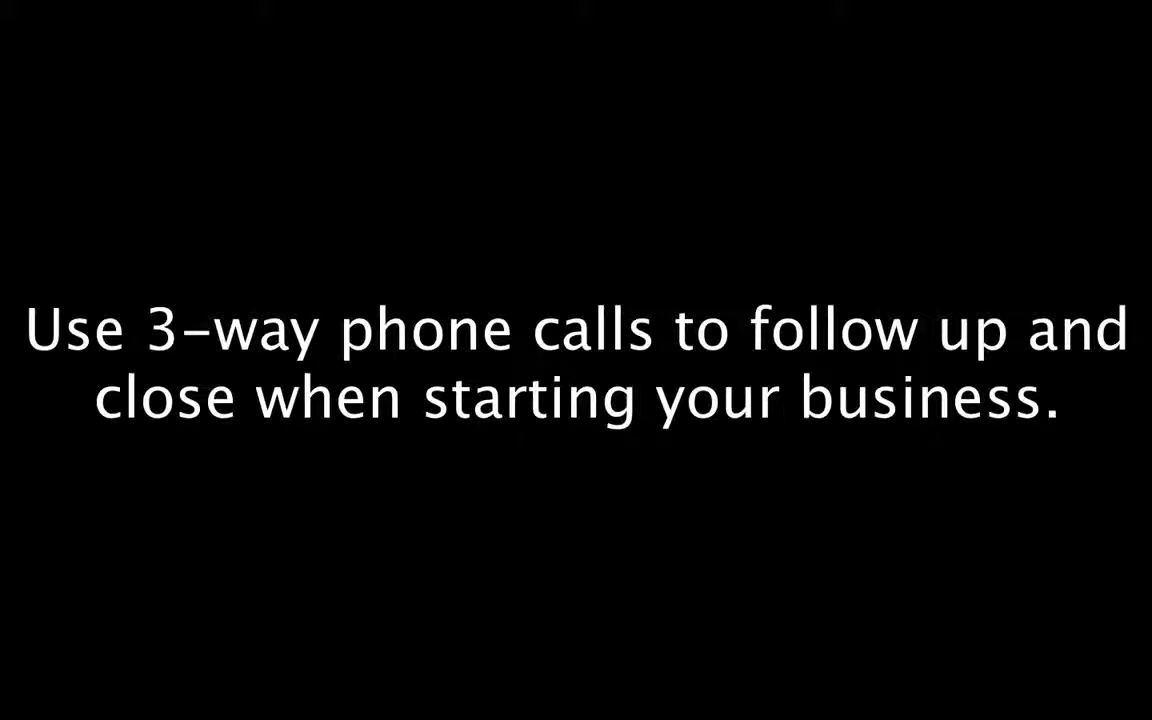 Use 3-way phone calls to follow up and
close when starting your business.